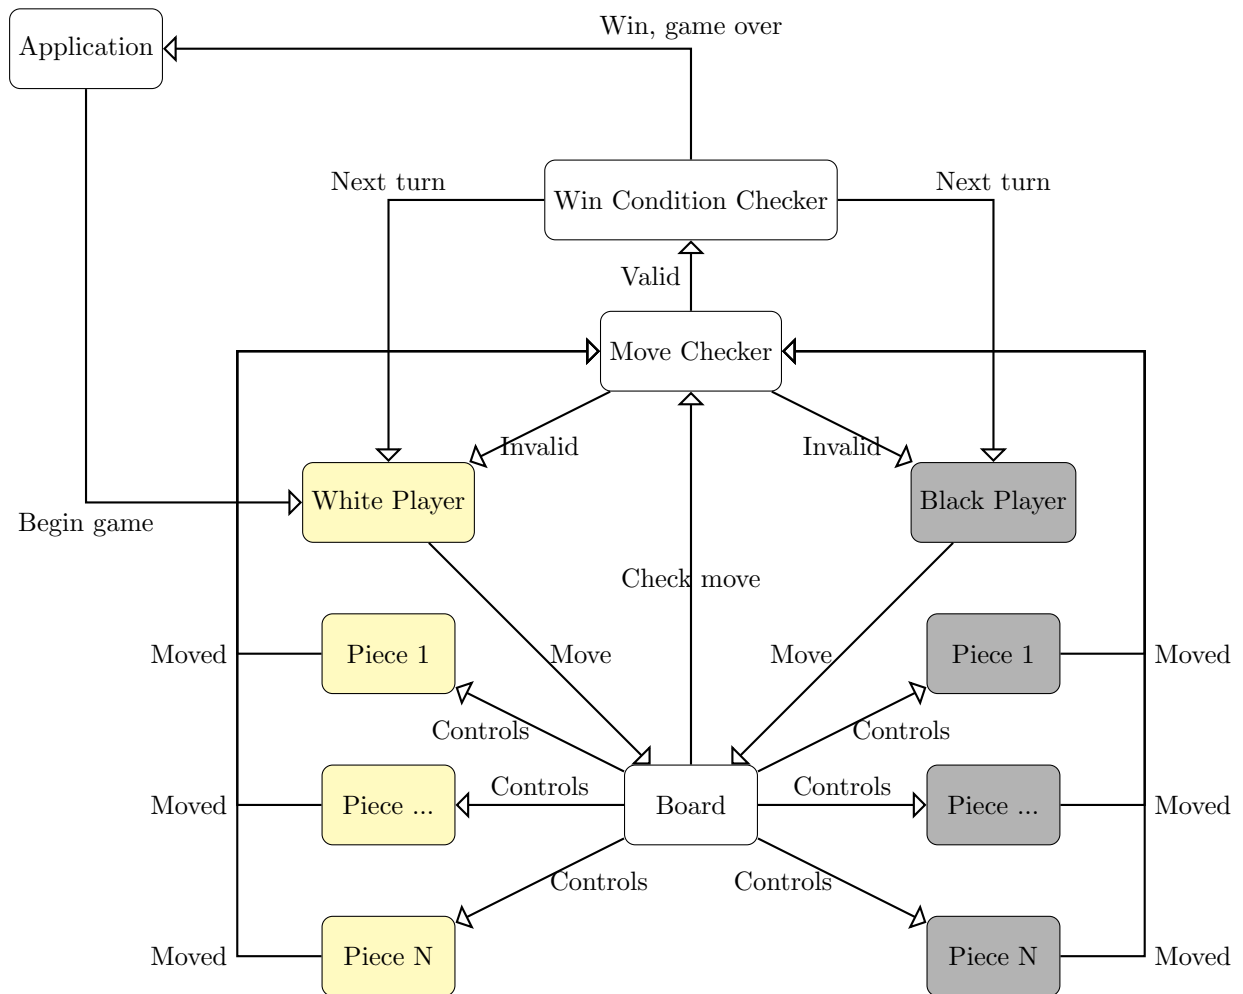 Win, game over
Application
Next turn
Next turn
Win Condition Checker
Valid
Move Checker
Invalid
Invalid
White Player
Black Player
Begin game
Check move
Moved
Piece 1
Move
Move
Piece 1
Moved
Controls
Controls
Moved
Piece ...
Controls
Board
Controls
Piece ...
Moved
Controls
Controls
Moved
Piece N
Piece N
Moved